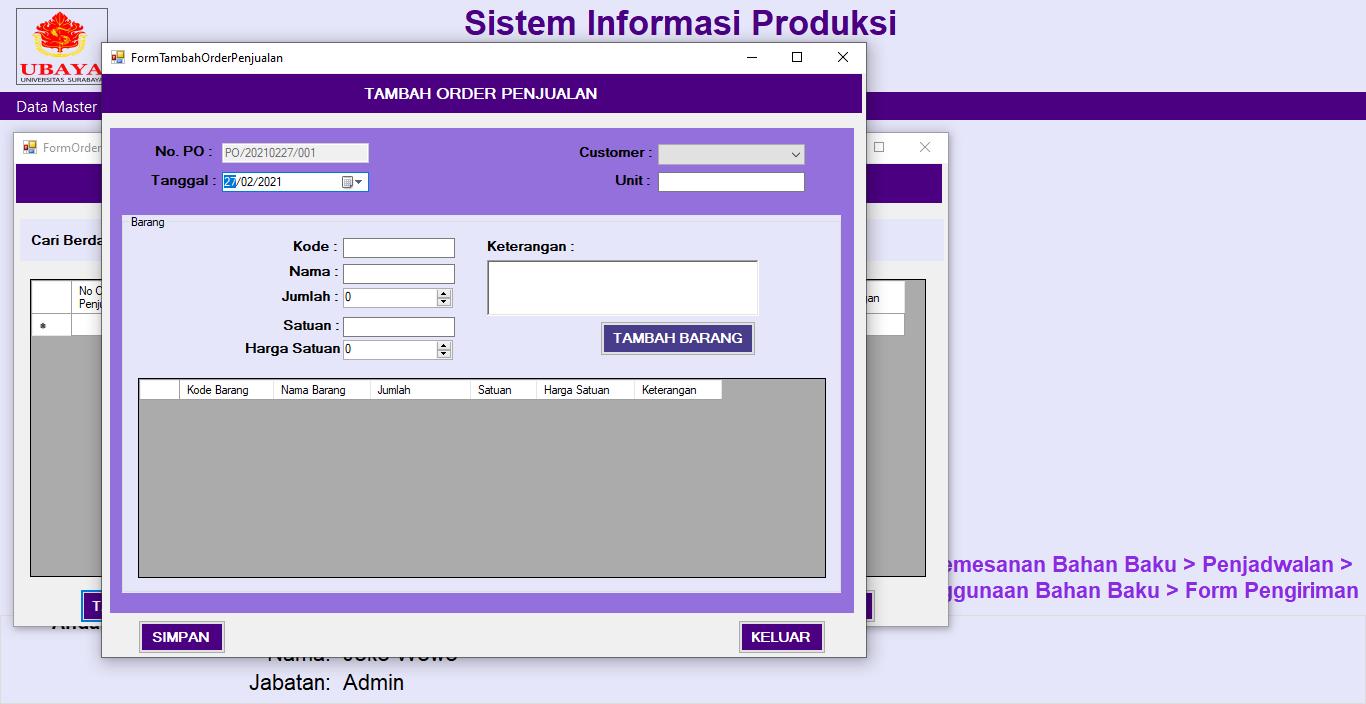 Sistem Informasi Produksi
UBAYA
UNIVERSITAS SURABAYA
Data Master
FormOrder
Cari Berda
No O
Penju
an
FormTambahOrderPenjualan
TAMBAH ORDER PENJUALAN
No. PO : PO/20210227/001
Customer :
Tanggal : 27/02/2021
Unit :
Barang
Kode :
Keterangan :
Nama :
Jumlah : 0
Satuan :
Harga Satuan 0
TAMBAH BARANG
Kode Barang Nama Barang Jumlah Satuan Harga Satuan Keterangan
SIMPAN KELUAR
emesanan Bahan Baku > Penjadwalan >
ggunaan Bahan Baku > Form Pengiriman
Nama: Joko Wowo
Jabatan: Admin